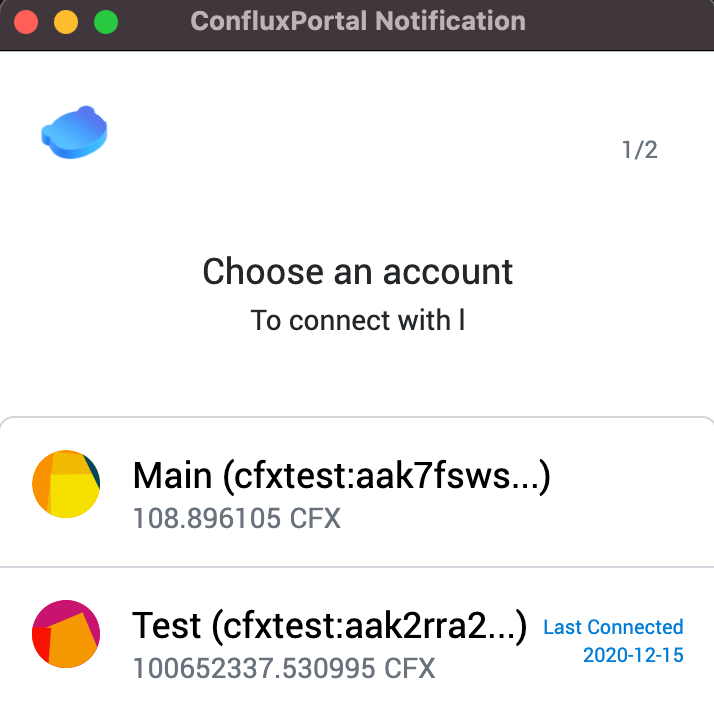 ConfluxPortal Notification
1/2
Choose an account
To connect with l
Main (cfxtest:aak7fsws...)
108.896105 CFX
Test (cfxtest:aak2rra2...)
Last Connected
2020-12-15
100652337.530995 CFX